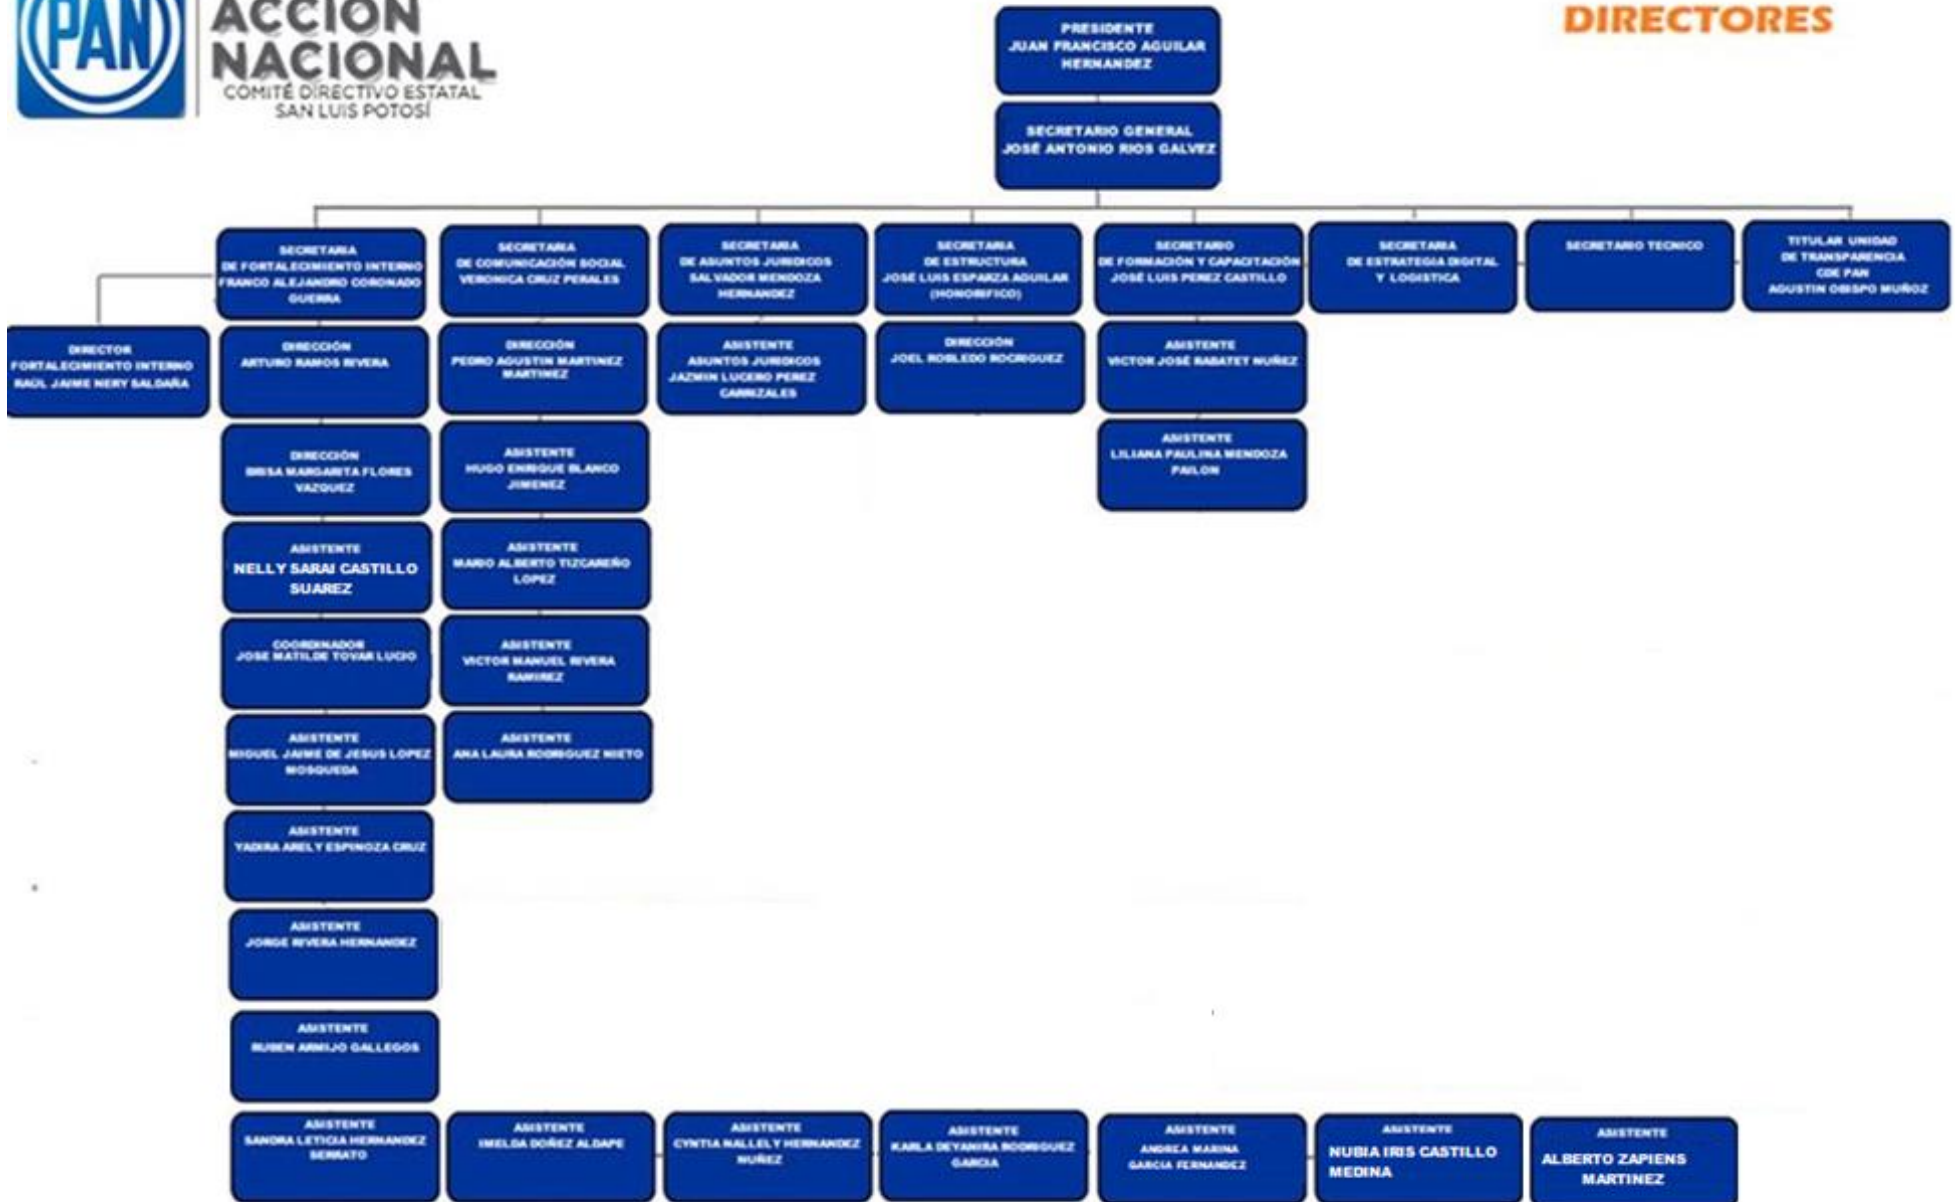 PAN
ACCIÓN
NACIONAL
COMITÉ DIRECTIVO ESTATAL
SAN LUIS POTOSÍ
DIRECTORES
PRESIDENTE
JUAN FRANCISCO AGUILAR
HERNANDEZ
SECRETARIO GENERAL
JOSÉ ANTONIO RIOS GALVEZ
SECRETARIA
DE FORTALECIMIENTO INTERNO
FRANCO ALEJANDRO CORONADO
GUERRA
SECRETARIA
DE COMUNICACIÓN SOCIAL
VERONICA CRUZ PERALES
SECRETARIA
DE ASUNTOS JURIDICOS
SALVADOR MENDOZA
HERNANDEZ
SECRETARIA
DE ESTRUCTURA
JOSÉ LUIS ESPARZA AGUILAR
(HONORIFICO)
SECRETARIO
DE FORMACIÓN Y CAPACITACIÓN
JOSÉ LUIS PEREZ CASTILLO
SECRETARIA
DE ESTRATEGIA DIGITAL
Y LOGISTICA
SECRETARIO TECNICO
TITULAR UNIDAD
DE TRANSPARENCIA
CDE PAN
AGUSTIN OBISPO MUÑOZ
DIRECTOR
FORTALECIMIENTO INTERNO
RAÚL JAIME NERY SALDAÑA
DIRECCIÓN
ARTURO RAMOS RIVERA
DIRECCIÓN
PEDRO AGUSTIN MARTINEZ
MARTINEZ
ASISTENTE
ASUNTOS JURIDICOS
JAZMIN LUCERO PEREZ
CARRIZALES
DIRECCIÓN
JOEL ROBLEDO ROCRIGUEZ
ASISTENTE
VICTOR JOSÉ RABATET NUÑEZ
DIRECCIÓN
BRISA MARGARITA FLORES
VAZQUEZ
ASISTENTE
HUGO ENRIQUE BLANCO
JIMENEZ
ASISTENTE
LILIANA PAULINA MENDOZA
PAILON
ASISTENTE
NELLY SARAI CASTILLO
SUAREZ
ASISTENTE
MARIO ALBERTO TIZCAREÑO
LOPEZ
COORDINADOR
JOSE MATILDE TOVAR LUCIO
ASISTENTE
VICTOR MANUEL RIVERA
RAMIREZ
ASISTENTE
MIGUEL JAIME DE JESUS LOPEZ
MOSQUEDA
ASISTENTE
ANA LAURA RODRIGUEZ NIETO
ASISTENTE
YADIRA ARELY ESPINOZA CRUZ
ASISTENTE
JORGE RIVERA HERNANDEZ
ASISTENTE
RUBEN ARMIJO GALLEGOS
ASISTENTE
SANDRA LETICIA HERNANDEZ
SERRATO
ASISTENTE
IMELDA DOÑEZ ALDAPE
ASISTENTE
CYNTIA NALLELY HERNANDEZ
NUÑEZ
ASISTENTE
KARLA DEYANIRA RODRIGUEZ
GARCIA
ASISTENTE
ANDREA MARINA
GARCIA FERNANDEZ
ASISTENTE
NUBIA IRIS CASTILLO
MEDINA
ASISTENTE
ALBERTO ZAPIENS
MARTINEZ